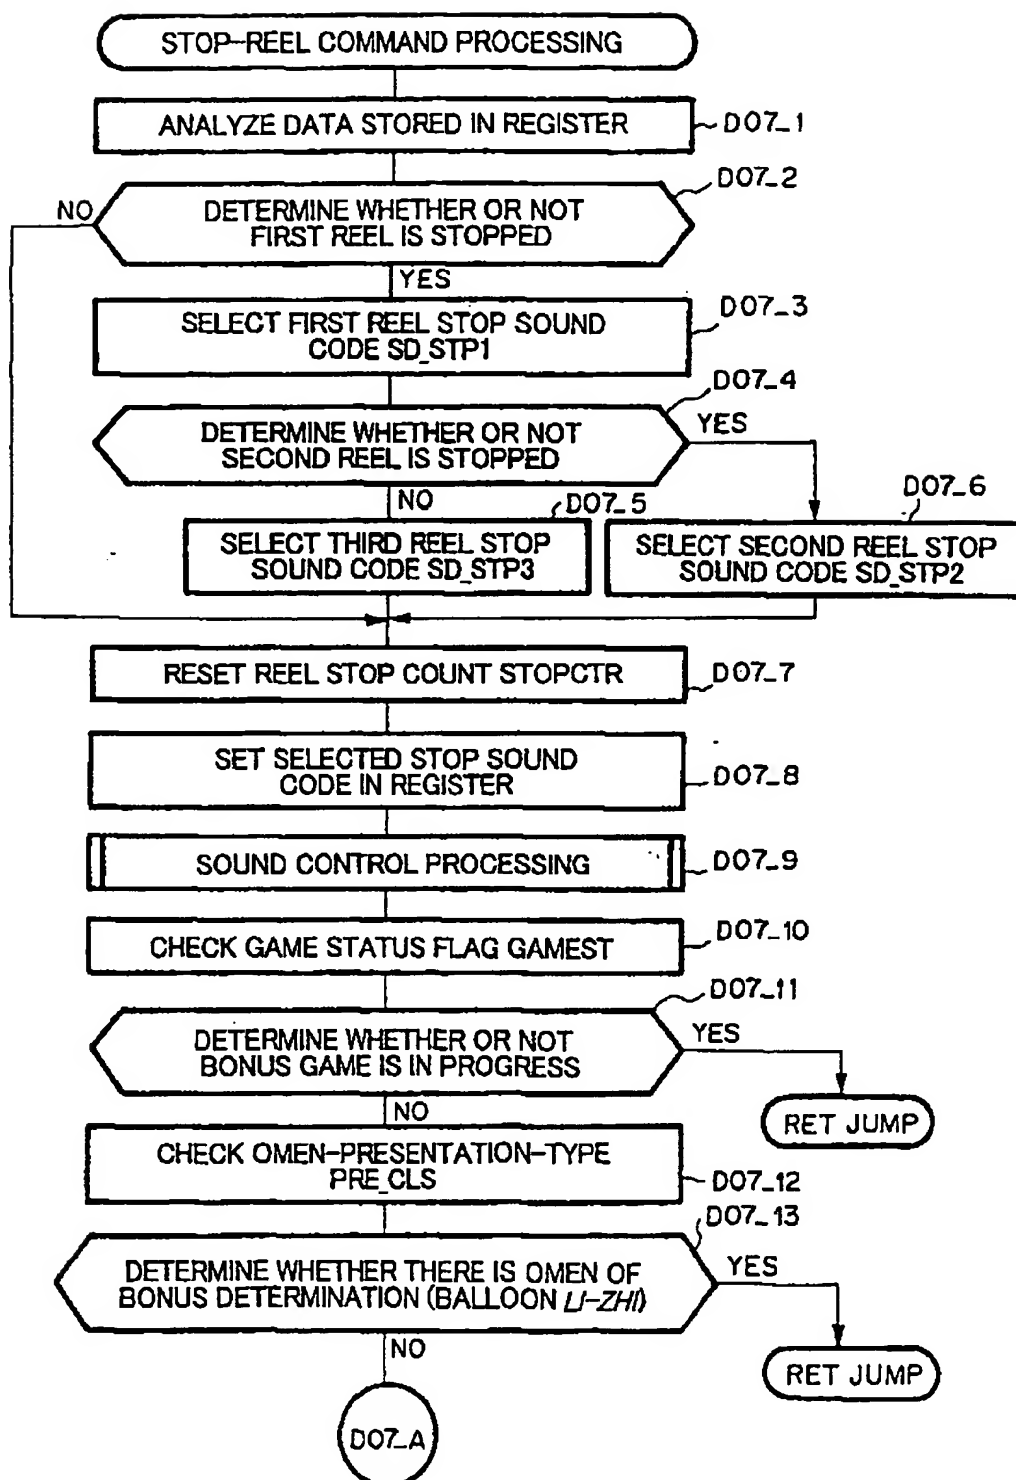 STOP-REEL COMMAND PROCESSING
ANALYZE DATA STORED IN REGISTER
D07_1
D07_2
NO
DETERMINE WHETHER OR NOT
FIRST REEL IS STOPPED
YES
D07_3
SELECT FIRST REEL STOP SOUND
CODE SD_STP1
D07_4
DETERMINE WHETHER OR NOT
SECOND REEL IS STOPPED
YES
NO
D07_5
D07_6
SELECT THIRD REEL STOP
SOUND CODE SD_STP3
SELECT SECOND REEL STOP
SOUND CODE SD_STP2
RESET REEL STOP COUNT STOPCTR
D07_7
SET SELECTED STOP SOUND
CODE IN REGISTER
D07_8
SOUND CONTROL PROCESSING
D07_9
CHECK GAME STATUS FLAG GAMEST
D07_10
D07_11
DETERMINE WHETHER OR NOT
BONUS GAME IS IN PROGRESS
YES
NO
RET JUMP
CHECK OMEN-PRESENTATION-TYPE
PRE_CLS
D07_12
D07_13
DETERMINE WHETHER THERE IS OMEN OF
BONUS DETERMINATION (BALLOON LI-ZHI)
YES
NO
RET JUMP
D07_A